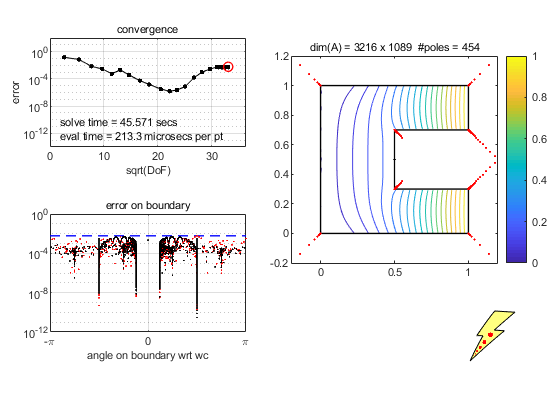 convergence
10^0
10^-4
10^-8
10^-12
error
solve time = 45.571 secs
eval time = 213.3 microsecs per pt
0 10 20 30
sqrt(DoF)
error on boundary
10^0
10^-4
10^-8
10^-12
-π 0 π
angle on boundary wrt wc
dim(A) = 3216 x 1089 #poles = 454
1.2
1
0.8
0.6
0.4
0.2
0
-0.2
0 0.5 1
1
0.8
0.6
0.4
0.2
0